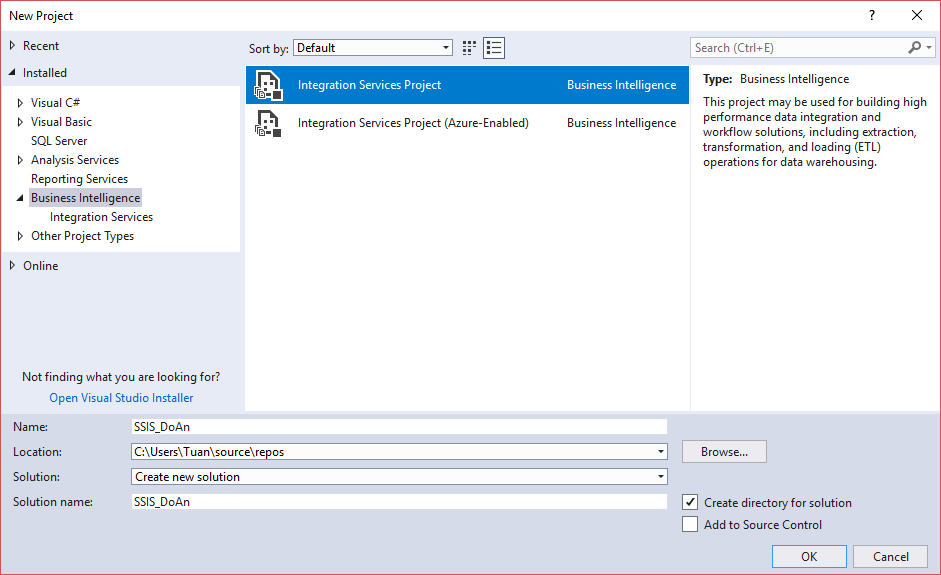 New Project
?
Recent
Installed
Visual C#
Visual Basic
SQL Server
Analysis Services
Reporting Services
Business Intelligence
Integration Services
Other Project Types
Online
Not finding what you are looking for?
Open Visual Studio Installer
Sort by: Default
Integration Services Project Business Intelligence
Integration Services Project (Azure-Enabled) Business Intelligence
Search (Ctrl+E)
Type: Business Intelligence
This project may be used for building high
performance data integration and
workflow solutions, including extraction,
transformation, and loading (ETL)
operations for data warehousing.
Name: SSIS_DoAn
Location: C:\Users\Tuan\source\repos Browse...
Solution: Create new solution
Solution name: SSIS_DoAn
Create directory for solution
Add to Source Control
OK Cancel